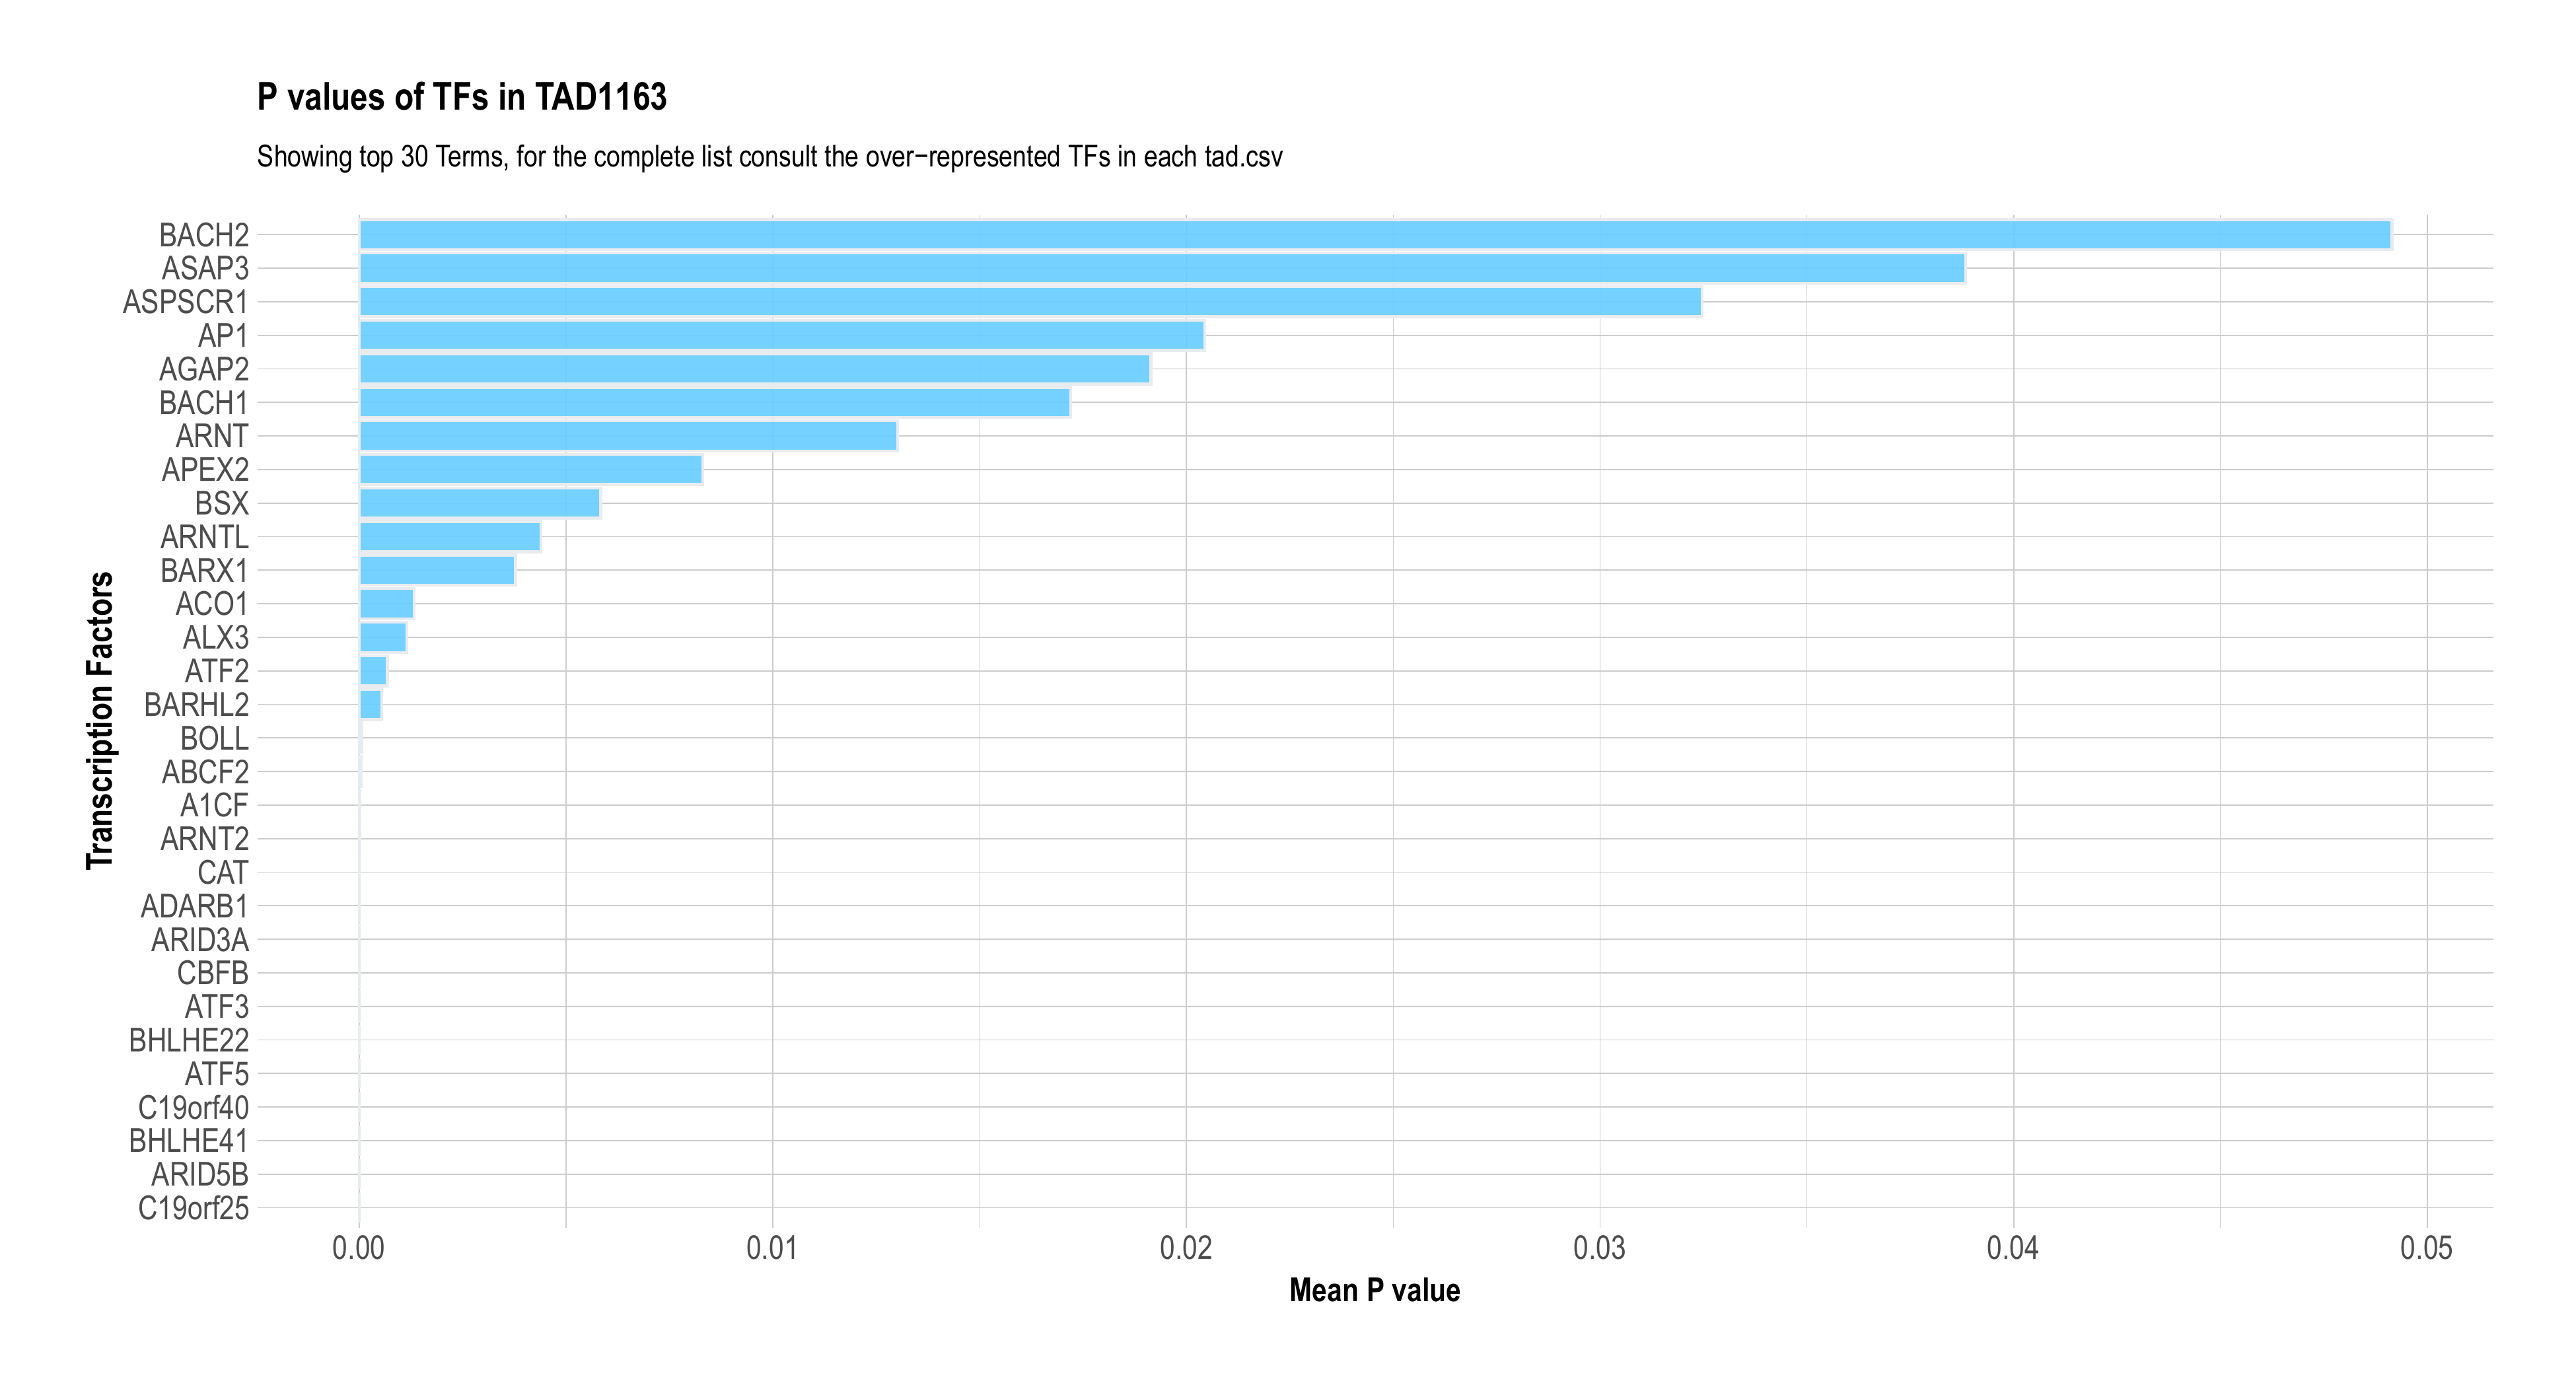 P values of TFs in TAD1163
Showing top 30 Terms, for the complete list consult the over−represented TFs in each tad.csv
Transcription Factors
BACH2
ASAP3
ASPSCR1
AP1
AGAP2
BACH1
ARNT
APEX2
BSX
ARNTL
BARX1
ACO1
ALX3
ATF2
BARHL2
BOLL
ABCF2
A1CF
ARNT2
CAT
ADARB1
ARID3A
CBFB
ATF3
BHLHE22
ATF5
C19orf40
BHLHE41
ARID5B
C19orf25
0.00 0.01 0.02 0.03 0.04 0.05
Mean P value